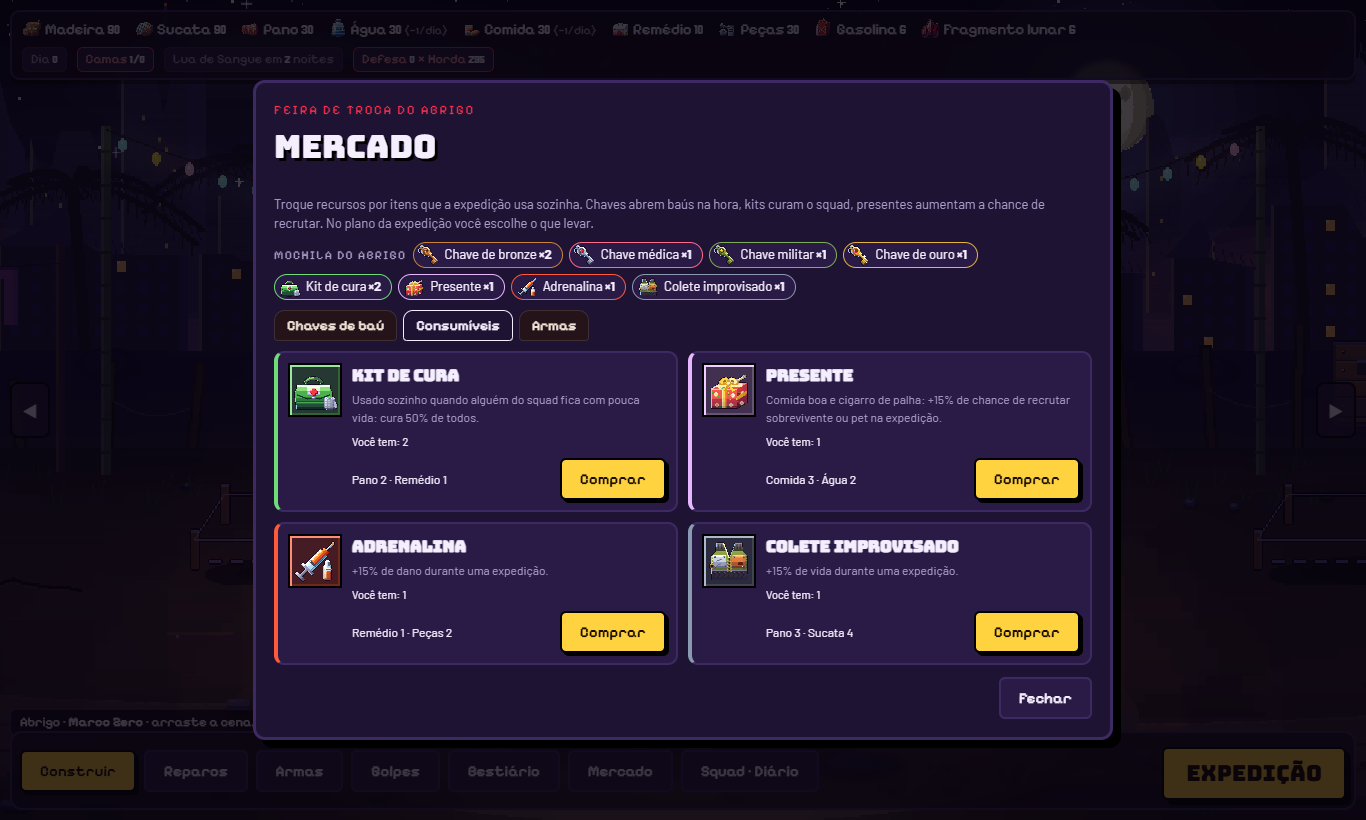 Madeira 90 Sucata 90 Pano 30 Água 30 (-1/dia) Comida 30 (-1/dia) Remédio 10 Peças 30 Gasolina 6 Fragmento lunar 6
Dia 0 Camas 1/0 Lua de Sangue em 2 noites Defesa 0 × Horda 255
FEIRA DE TROCA DO ABRIGO
MERCADO
Troque recursos por itens que a expedição usa sozinha. Chaves abrem baús na hora, kits curam o squad, presentes aumentam a chance de
recrutar. No plano da expedição você escolhe o que levar.
MOCHILA DO ABRIGO Chave de bronze ×2 Chave médica ×1 Chave militar ×1 Chave de ouro ×1
Kit de cura ×2 Presente ×1 Adrenalina ×1 Colete improvisado ×1
Chaves de baú Consumíveis Armas
KIT DE CURA
Usado sozinho quando alguém do squad fica com pouca
vida: cura 50% de todos.
Você tem: 2
Pano 2 · Remédio 1 Comprar
PRESENTE
Comida boa e cigarro de palha: +15% de chance de recrutar
sobrevivente ou pet na expedição.
Você tem: 1
Comida 3 · Água 2 Comprar
ADRENALINA
+15% de dano durante uma expedição.
Você tem: 1
Remédio 1 · Peças 2 Comprar
COLETE IMPROVISADO
+15% de vida durante uma expedição.
Você tem: 1
Pano 3 · Sucata 4 Comprar
Fechar
Abrigo · Marco Zero · arraste a cena
Construir Reparos Armas Golpes Bestiário Mercado Squad · Diário EXPEDIÇÃO